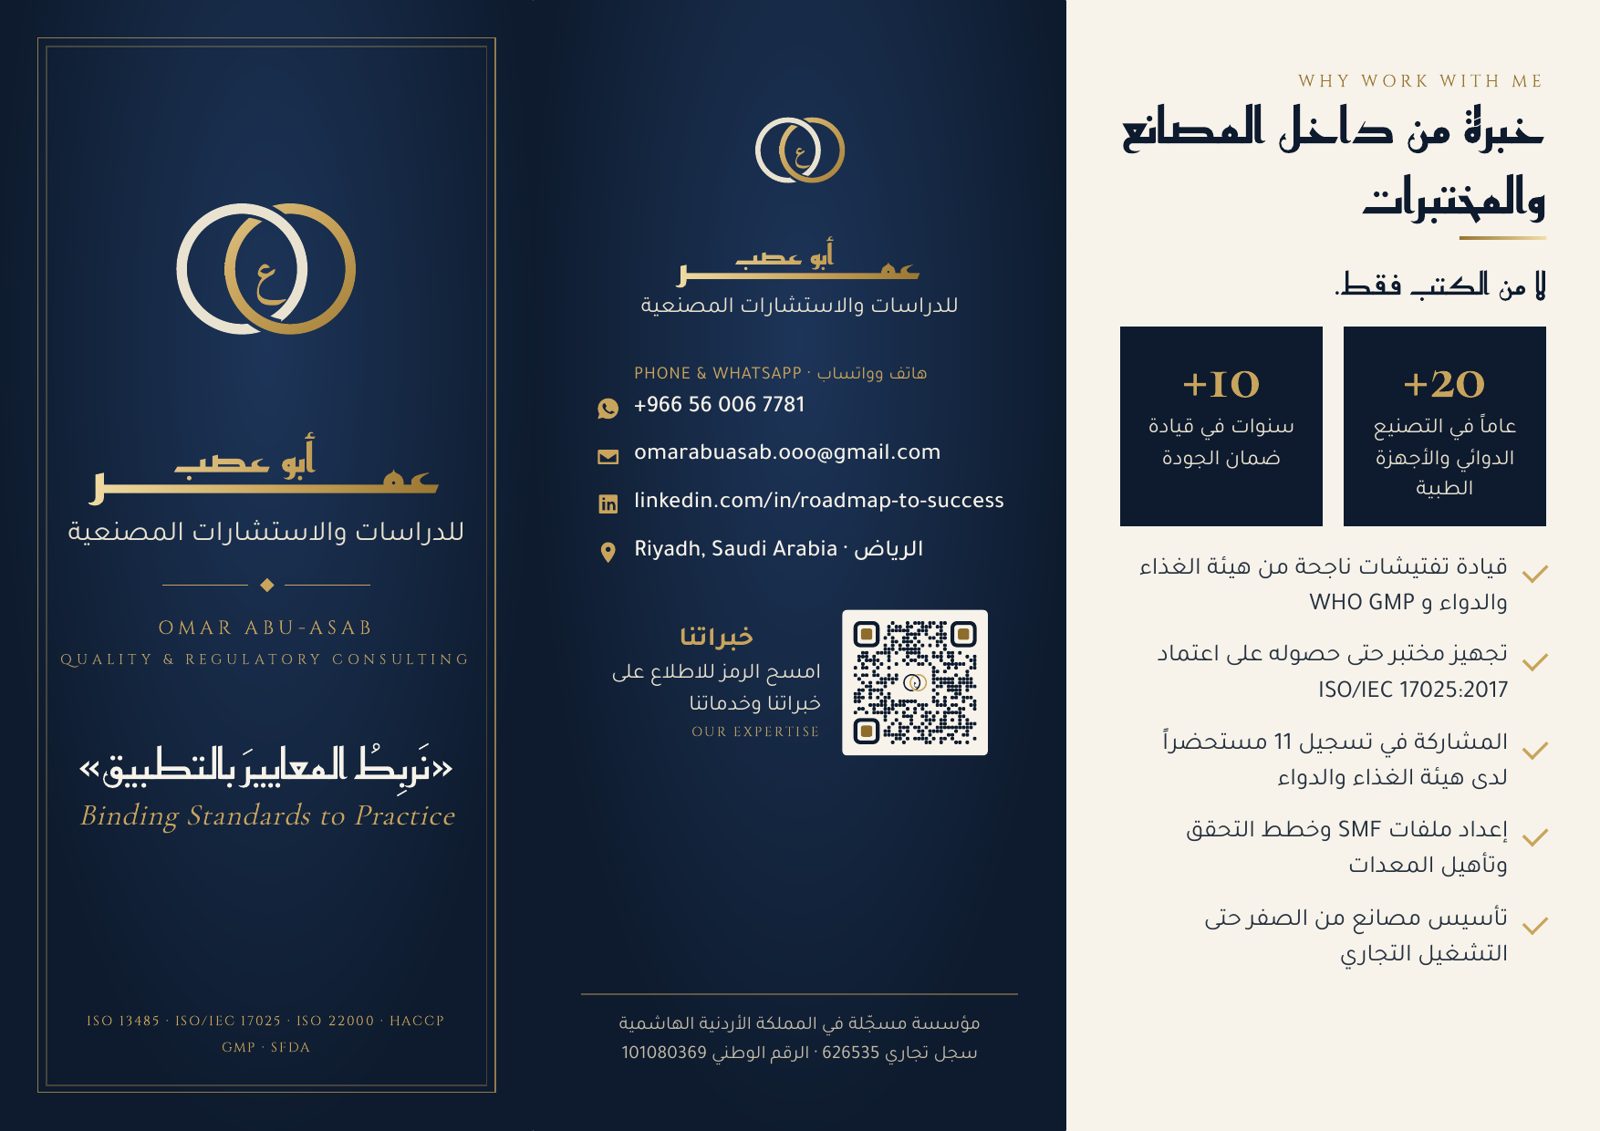 ع
أبو عصب
عمر
للدراسات والاستشارات المصنعية
OMAR ABU-ASAB
QUALITY & REGULATORY CONSULTING
«نَربِطُ المعاييرَ بالتطبيق»
Binding Standards to Practice
ISO 13485 · ISO/IEC 17025 · ISO 22000 · HACCP
GMP · SFDA
ع
أبو عصب
عمر
للدراسات والاستشارات المصنعية
PHONE & WHATSAPP · هاتف وواتساب
+966 56 006 7781
omarabuasab.ooo@gmail.com
linkedin.com/in/roadmap-to-success
Riyadh, Saudi Arabia · الرياض
خبراتنا
امسح الرمز للاطلاع على
خبراتنا وخدماتنا
OUR EXPERTISE
مؤسسة مسجّلة في المملكة الأردنية الهاشمية
سجل تجاري 626535 · الرقم الوطني 101080369
WHY WORK WITH ME
خبرة من داخل المصانع
والمختبرات
لا من الكتب فقط.
+20
عاماً في التصنيع
الدوائي والأجهزة
الطبية
+10
سنوات في قيادة
ضمان الجودة
قيادة تفتيشات ناجحة من هيئة الغذاء
والدواء و WHO GMP
تجهيز مختبر حتى حصوله على اعتماد
ISO/IEC 17025:2017
المشاركة في تسجيل 11 مستحضراً
لدى هيئة الغذاء والدواء
إعداد ملفات SMF وخطط التحقق
وتأهيل المعدات
تأسيس مصانع من الصفر حتى
التشغيل التجاري